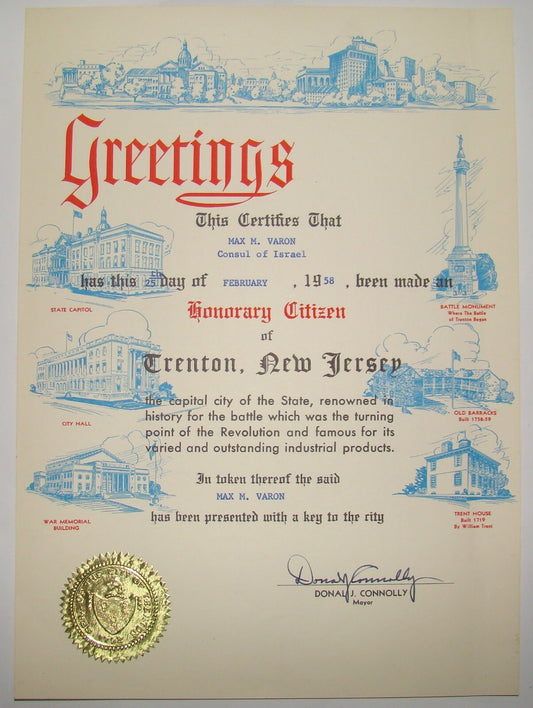 Greetings
This Certifies That
MAX M. VARON
Consul of Israel
has this 25th day of FEBRUARY , 1958 , been made an
Honorary Citizen
of
Trenton, New Jersey
the capital city of the State, renowned in
history for the battle which was the turning
point of the Revolution and famous for its
varied and outstanding industrial products.
In token thereof the said
MAX M. VARON
has been presented with a key to the city
STATE CAPITOL
CITY HALL
WAR MEMORIAL
BUILDING
BATTLE MONUMENT
Where The Battle
of Trenton Began
OLD BARRACKS
Built 1758-59
TRENT HOUSE
Built 1719
By William Trent
Donal J Connolly
DONAL J. CONNOLLY
Mayor